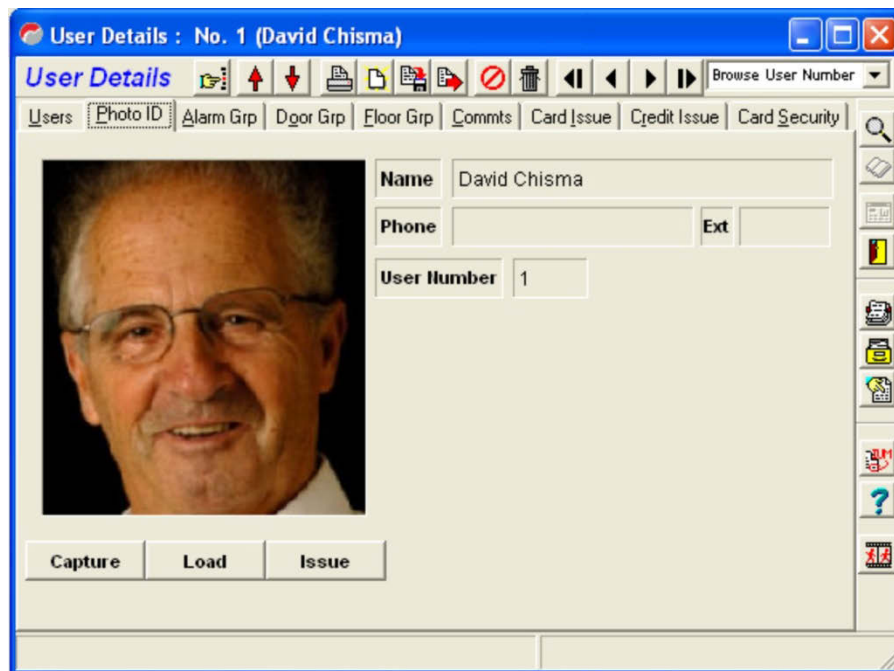 User Details : No. 1 (David Chisma)
User Details
Browse User Number
Users Photo ID Alarm Grp Door Grp Floor Grp Commts Card Issue Credit Issue Card Security
Name David Chisma
Phone Ext
User Number 1
Capture Load Issue